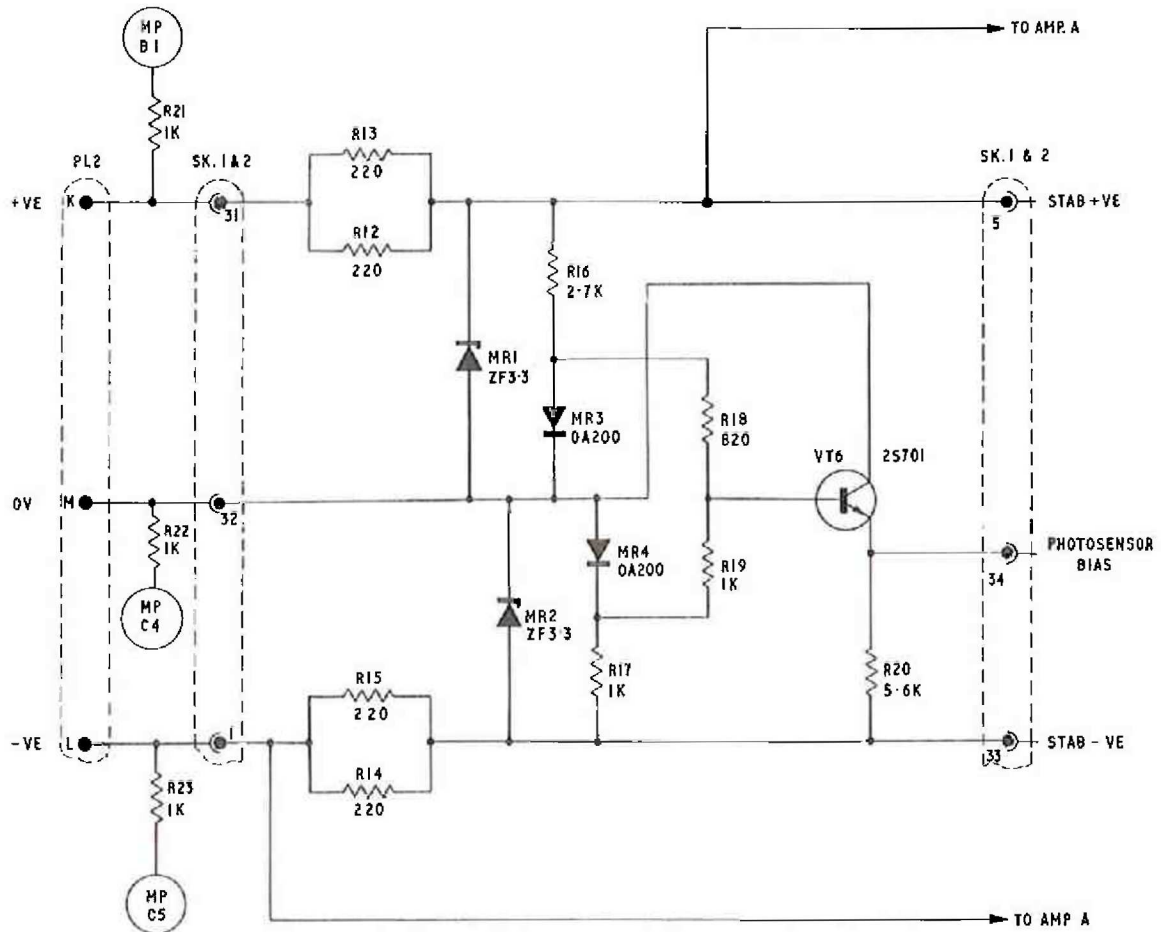 MP
B1
TO AMP. A
R21
1K
PL2
SK. 1 & 2
R13
220
SK. 1 & 2
+VE
K
31
R12
220
5
STAB +VE
R16
2·7K
MR1
ZF3·3
MR3
OA200
R18
820
VT6
2S701
0V
M
32
R22
1K
MR4
OA200
R19
1K
34
PHOTOSENSOR
BIAS
MP
C4
MR2
ZF3·3
R17
1K
R20
5·6K
R15
220
-VE
L
1
33
STAB - VE
R14
220
R23
1K
MP
C5
TO AMP A